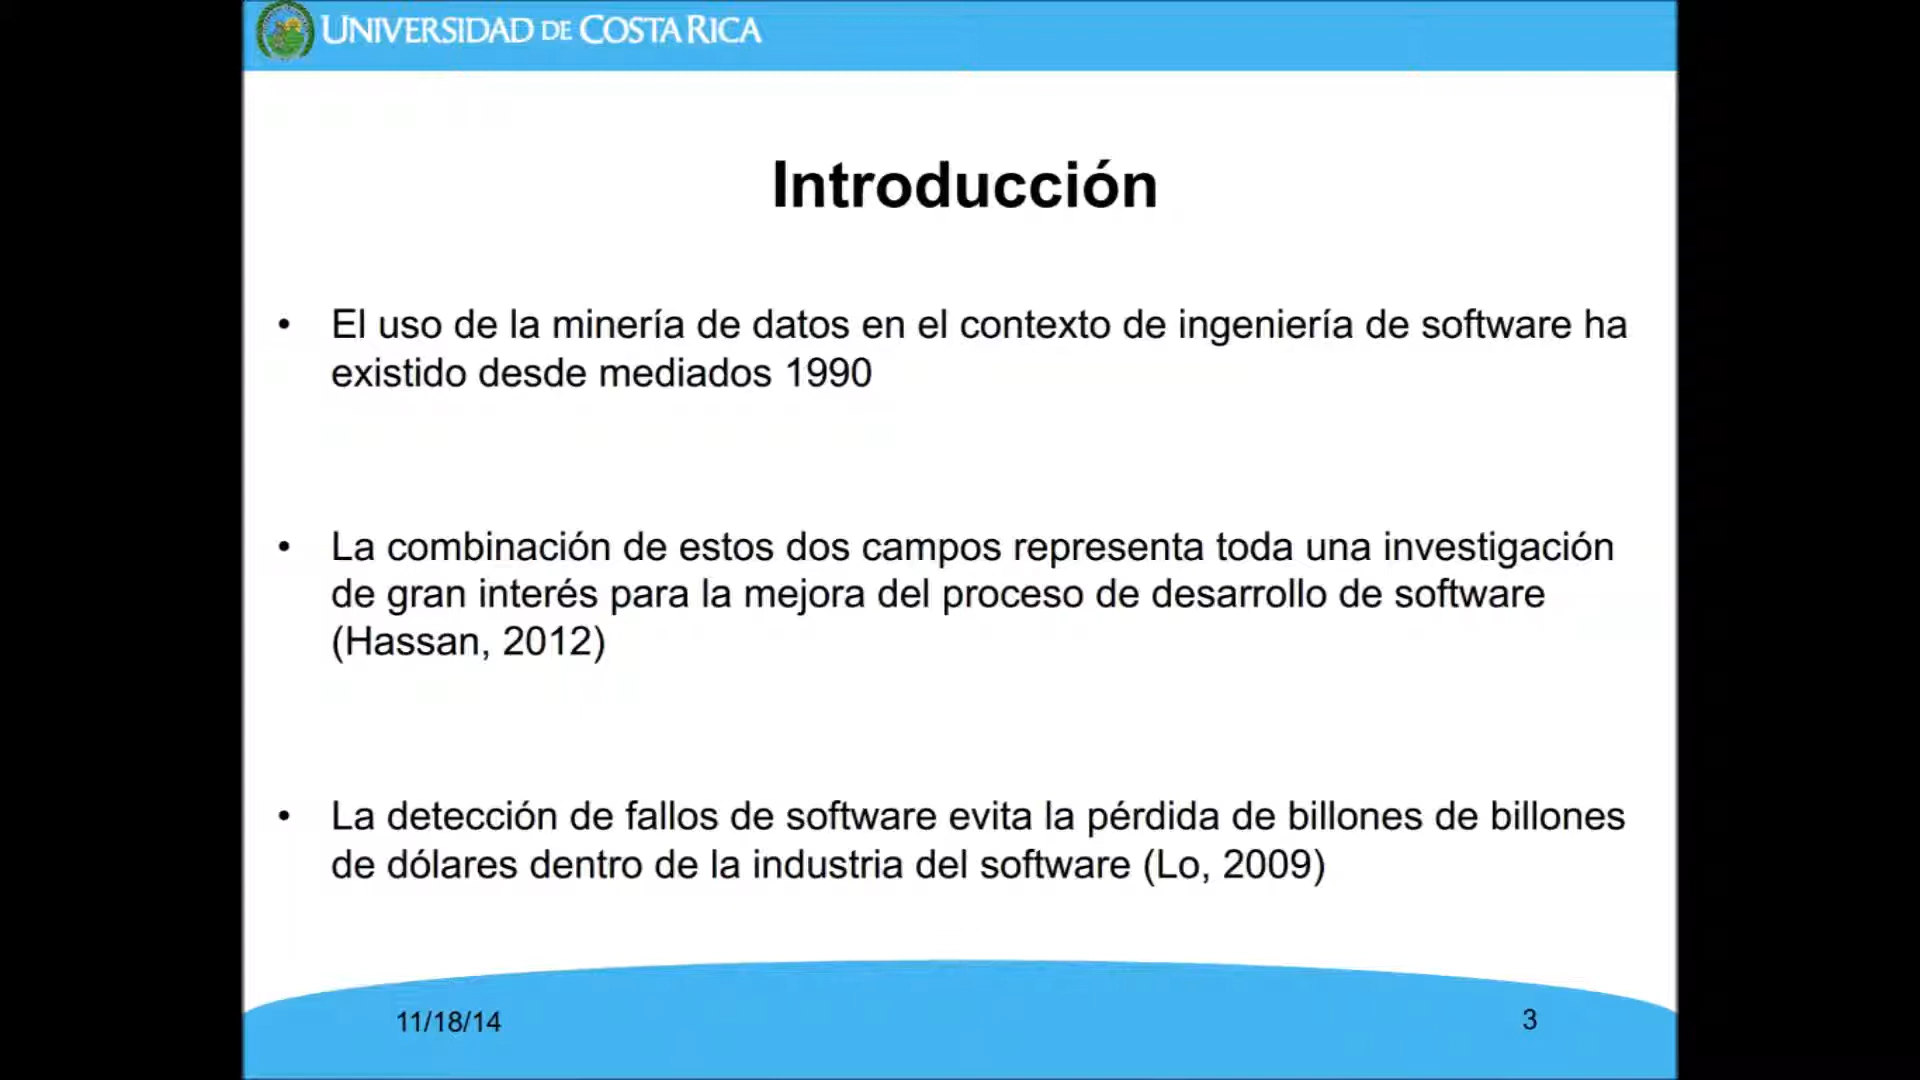 UNIVERSIDAD DE COSTA RICA
Introducción
• El uso de la minería de datos en el contexto de ingeniería de software ha
existido desde mediados 1990
• La combinación de estos dos campos representa toda una investigación
de gran interés para la mejora del proceso de desarrollo de software
(Hassan, 2012)
• La detección de fallos de software evita la pérdida de billones de billones
de dólares dentro de la industria del software (Lo, 2009)
11/18/14
3